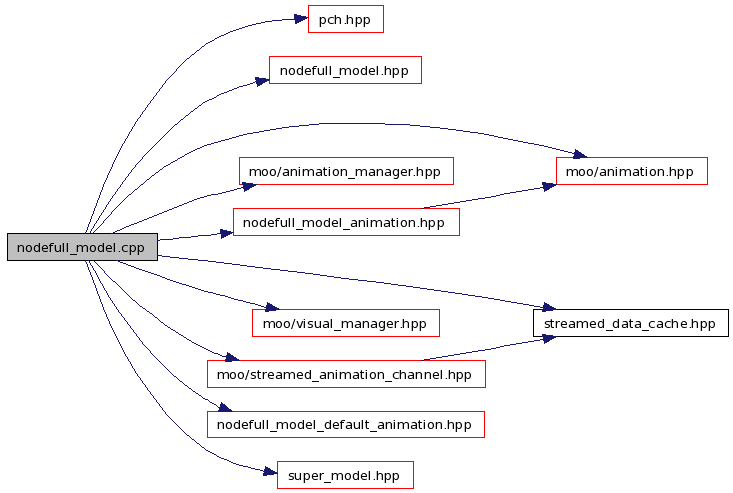 pch.hpp
nodefull_model.hpp
moo/animation_manager.hpp
moo/animation.hpp
nodefull_model_animation.hpp
nodefull_model.cpp
moo/visual_manager.hpp
streamed_data_cache.hpp
moo/streamed_animation_channel.hpp
nodefull_model_default_animation.hpp
super_model.hpp